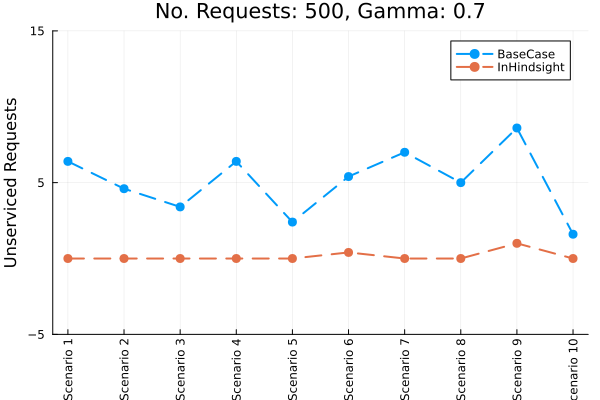 No. Requests: 500, Gamma: 0.7
Unserviced Requests
15
5
−5
BaseCase
InHindsight
Scenario 1
Scenario 2
Scenario 3
Scenario 4
Scenario 5
Scenario 6
Scenario 7
Scenario 8
Scenario 9
cenario 10